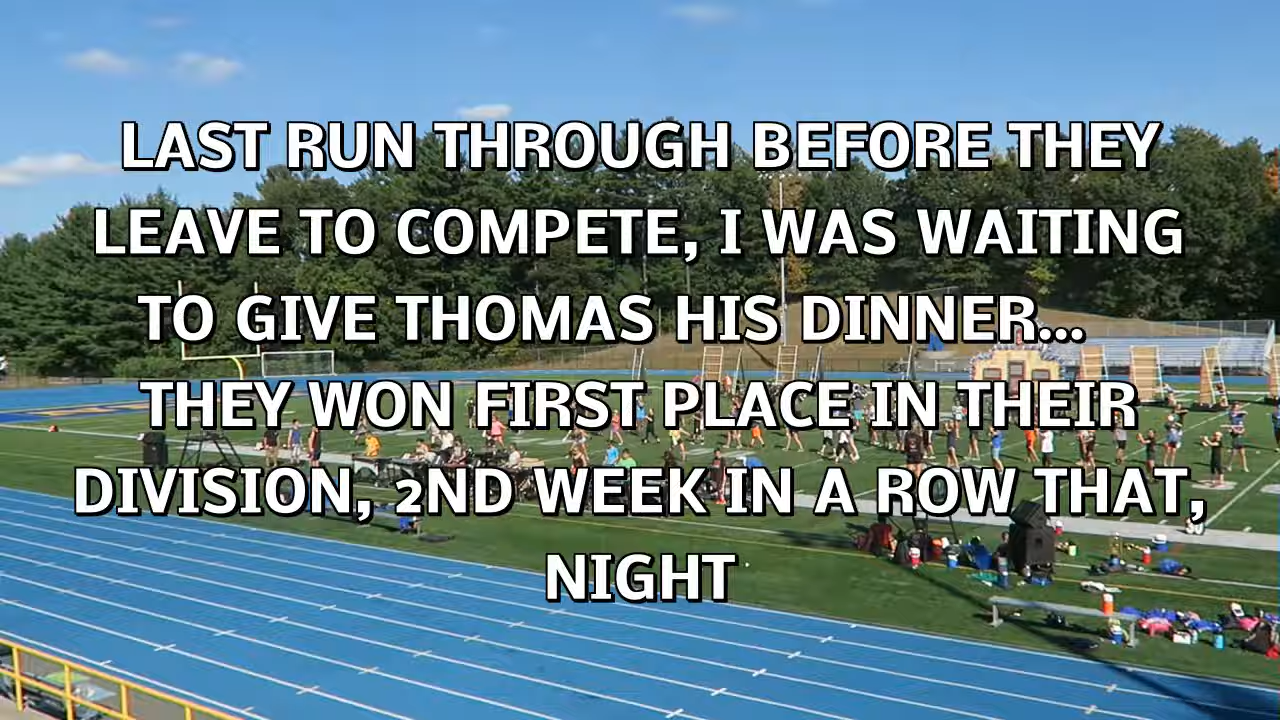 LAST RUN THROUGH BEFORE THEY
LEAVE TO COMPETE, I WAS WAITING
TO GIVE THOMAS HIS DINNER...
THEY WON FIRST PLACE IN THEIR
DIVISION, 2ND WEEK IN A ROW THAT,
NIGHT